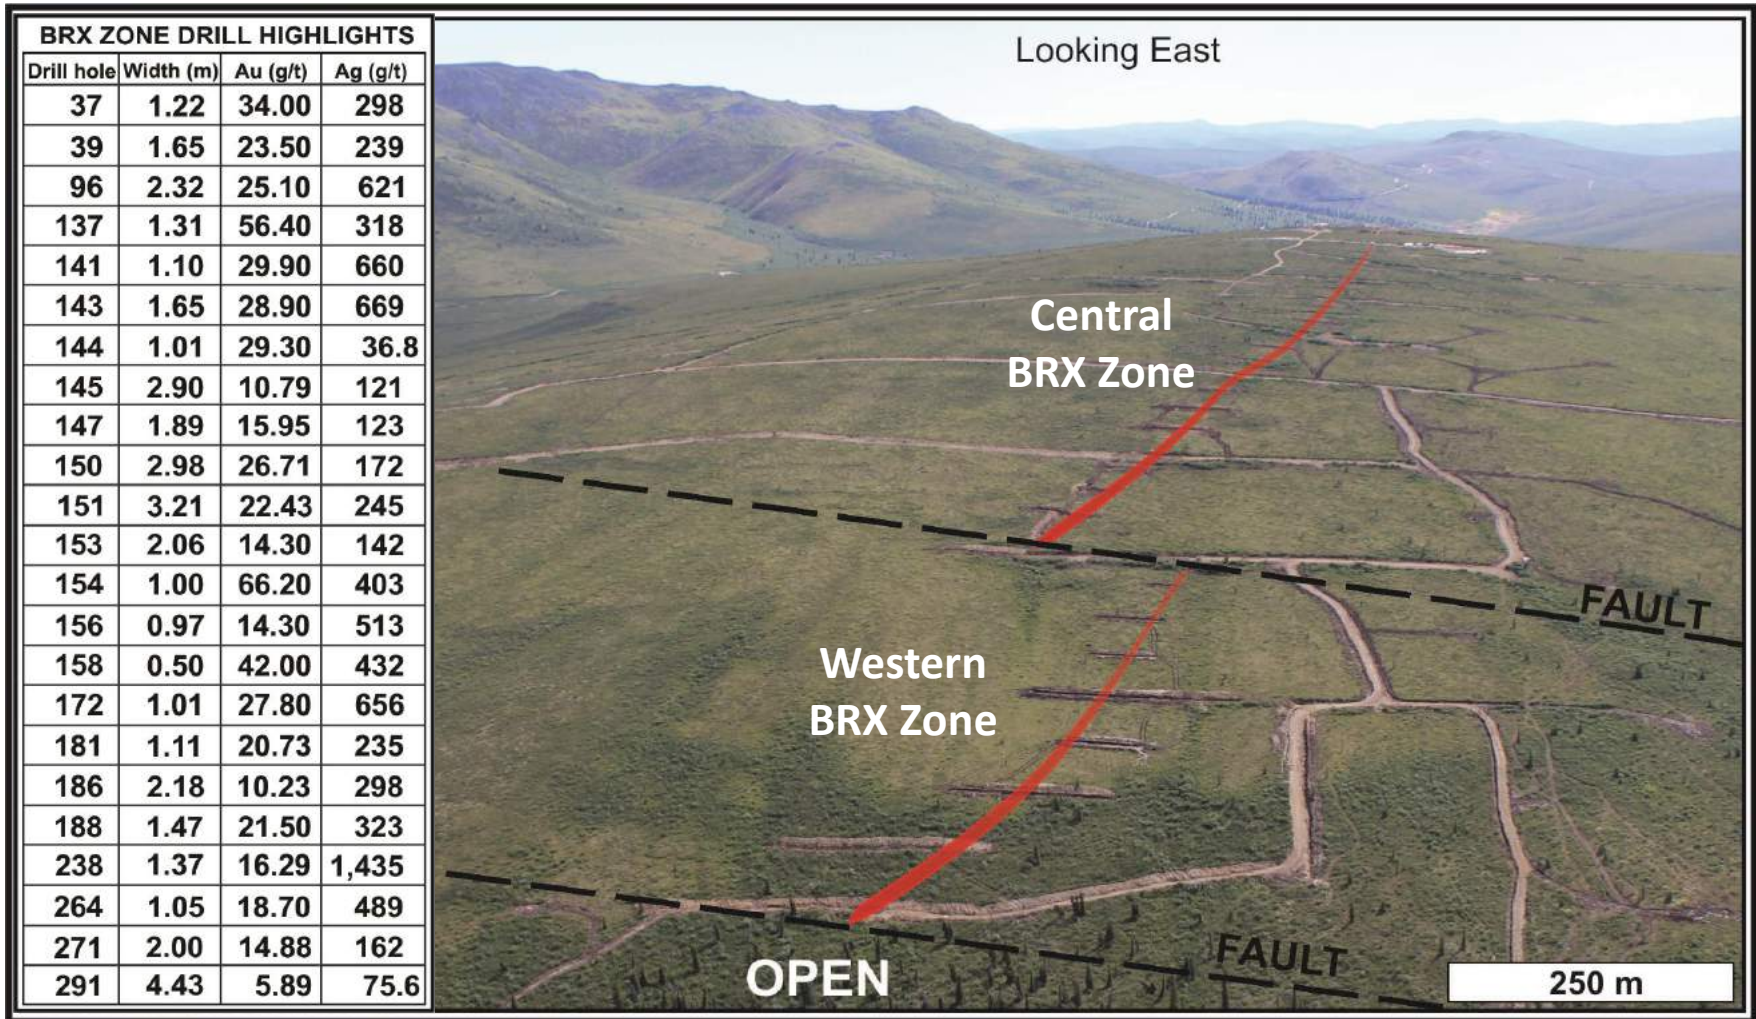 BRX ZONE DRILL HIGHLIGHTS
Drill hole Width (m) Au (g/t) Ag (g/t)
37 1.22 34.00 298
39 1.65 23.50 239
96 2.32 25.10 621
137 1.31 56.40 318
141 1.10 29.90 660
143 1.65 28.90 669
144 1.01 29.30 36.8
145 2.90 10.79 121
147 1.89 15.95 123
150 2.98 26.71 172
151 3.21 22.43 245
153 2.06 14.30 142
154 1.00 66.20 403
156 0.97 14.30 513
158 0.50 42.00 432
172 1.01 27.80 656
181 1.11 20.73 235
186 2.18 10.23 298
188 1.47 21.50 323
238 1.37 16.29 1,435
264 1.05 18.70 489
271 2.00 14.88 162
291 4.43 5.89 75.6
Looking East
Central
BRX Zone
FAULT
Western
BRX Zone
FAULT
OPEN
250 m